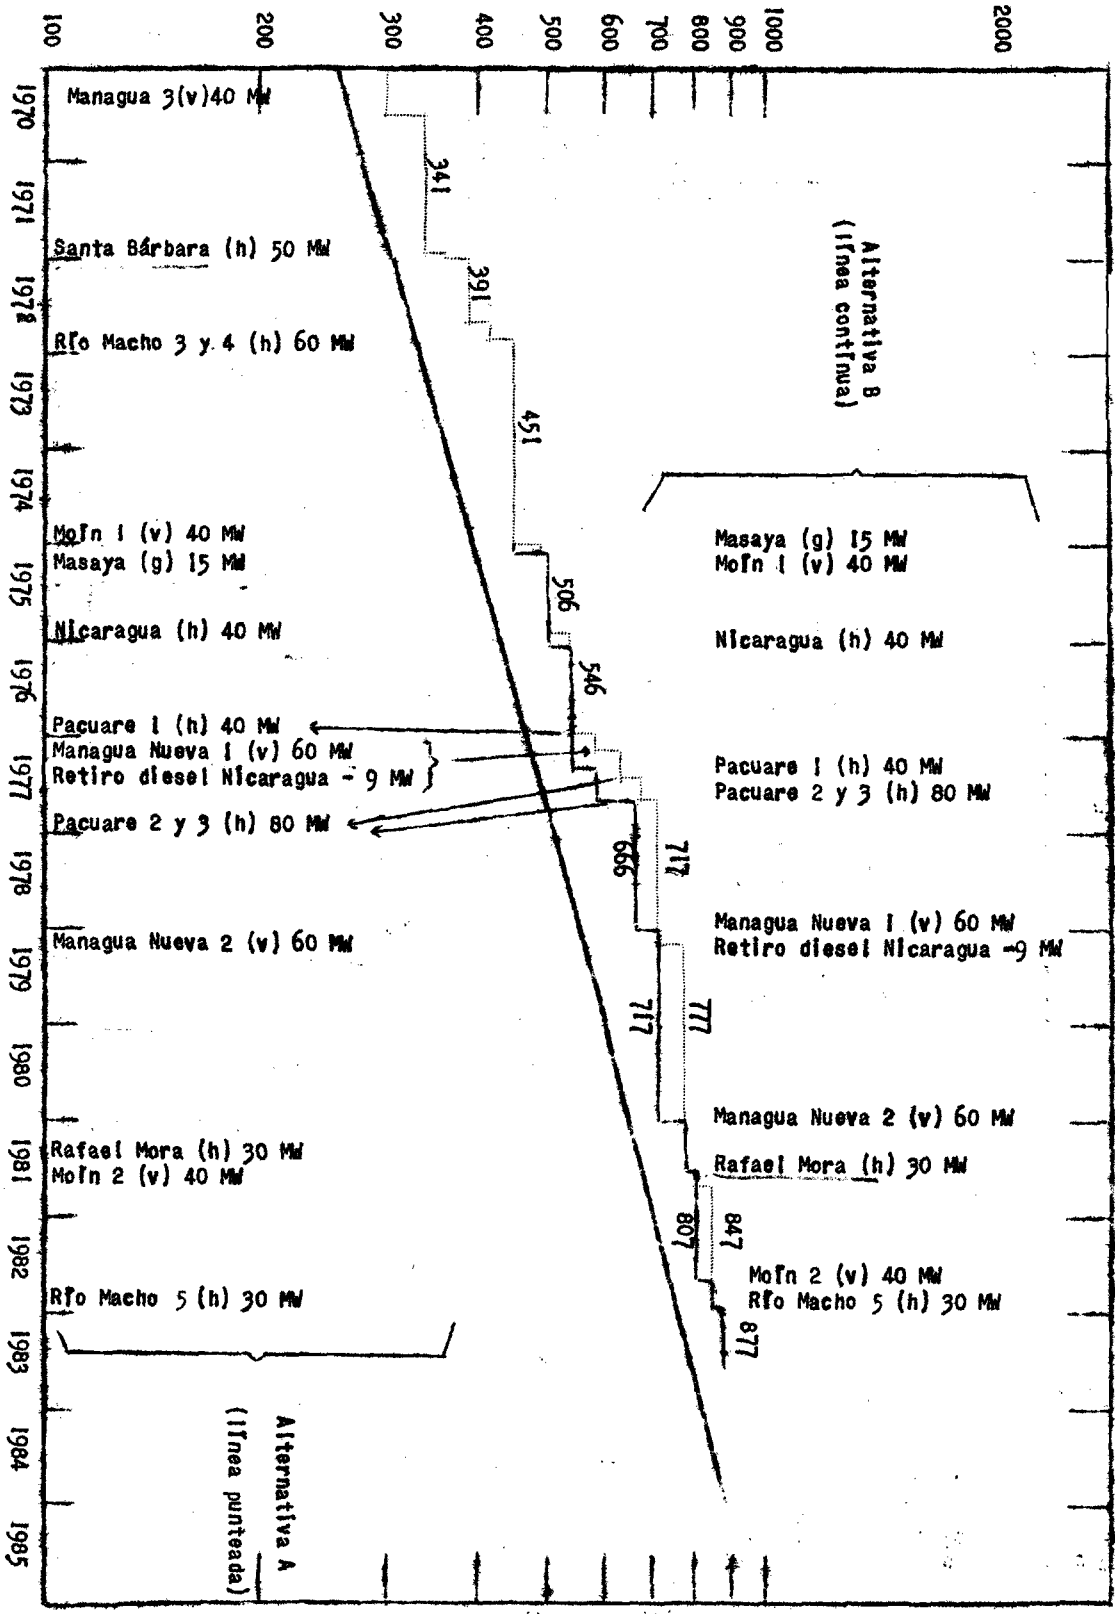 100
200
300
400
500
600
700
800
900
1000
2000
1970
1971
1972
1973
1974
1975
1976
1977
1978
1979
1980
1981
1982
1983
1984
1985
Managua 3(v)40 MW
Santa Bárbara (h) 50 MW
Río Macho 3 y 4 (h) 60 MW
Moín 1 (v) 40 MW
Masaya (g) 15 MW
Nicaragua (h) 40 MW
Pacuare 1 (h) 40 MW
Managua Nueva 1 (v) 60 MW
Retiro diesel Nicaragua - 9 MW
Pacuare 2 y 3 (h) 80 MW
Managua Nueva 2 (v) 60 MW
Rafael Mora (h) 30 MW
Moín 2 (v) 40 MW
Río Macho 5 (h) 30 MW
Alternativa A
(línea punteada)
341
391
451
506
546
666
717
717
777
807
847
877
Alternativa B
(línea contínua)
Masaya (g) 15 MW
Moín 1 (v) 40 MW
Nicaragua (h) 40 MW
Pacuare 1 (h) 40 MW
Pacuare 2 y 3 (h) 80 MW
Managua Nueva 1 (v) 60 MW
Retiro diesel Nicaragua -9 MW
Managua Nueva 2 (v) 60 MW
Rafael Mora (h) 30 MW
Moín 2 (v) 40 MW
Río Macho 5 (h) 30 MW